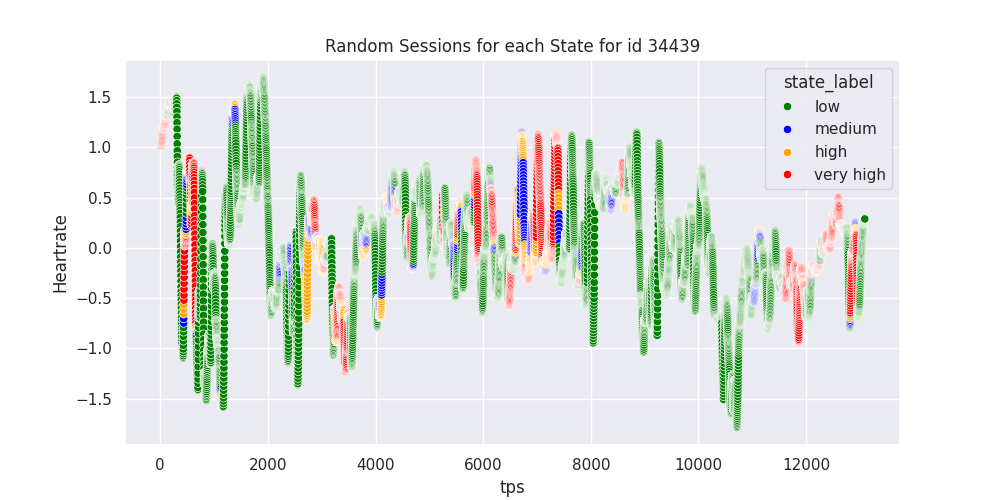 Random Sessions for each State for id 34439
Heartrate
1.5
1.0
0.5
0.0
−0.5
−1.0
−1.5
state_label
low
medium
high
very high
0 2000 4000 6000 8000 10000 12000
tps